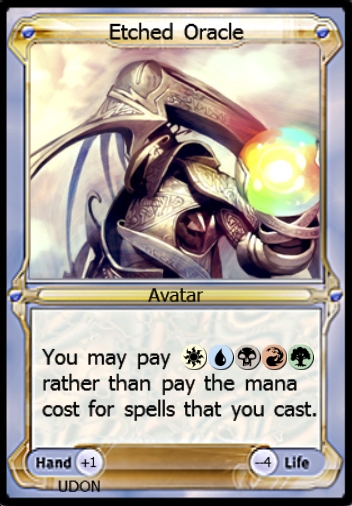 Etched Oracle
Avatar
You may pay
rather than pay the mana
cost for spells that you cast.
Hand +1
–4 Life
UDON